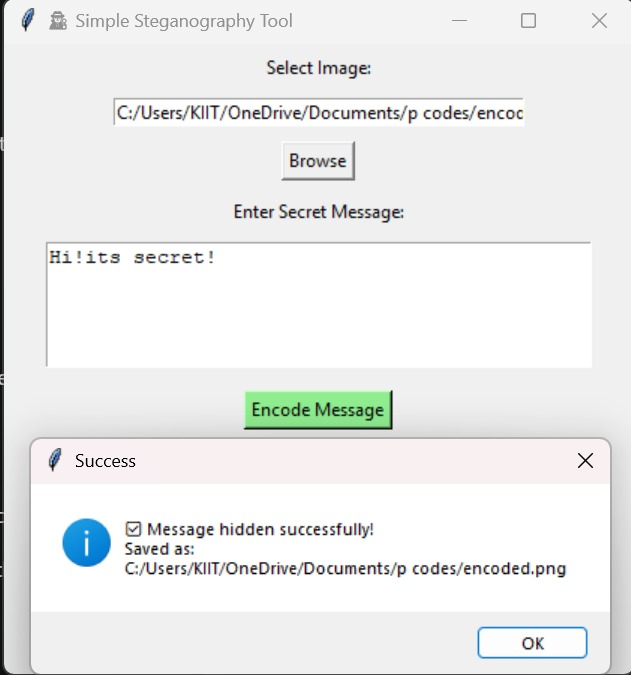 Simple Steganography Tool
Select Image:
C:/Users/KIIT/OneDrive/Documents/p codes/encod
Browse
Enter Secret Message:
Hi!its secret!
Encode Message
Success
☑ Message hidden successfully!
Saved as:
C:/Users/KIIT/OneDrive/Documents/p codes/encoded.png
OK